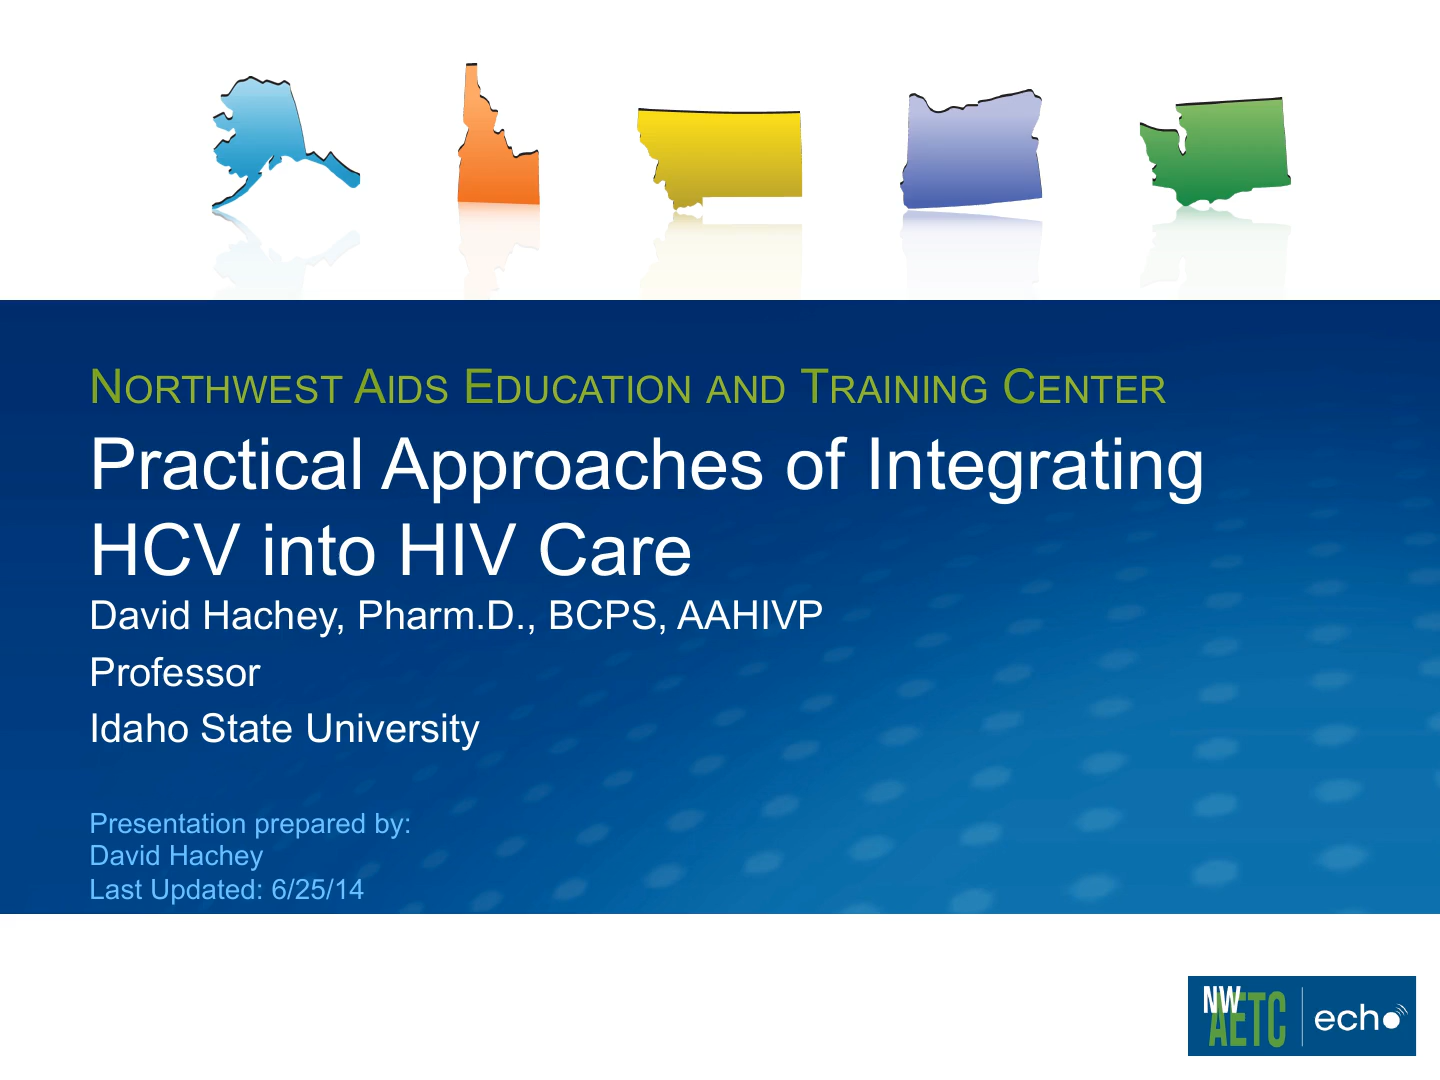 NORTHWEST AIDS EDUCATION AND TRAINING CENTER
Practical Approaches of Integrating
HCV into HIV Care
David Hachey, Pharm.D., BCPS, AAHIVP
Professor
Idaho State University
Presentation prepared by:
David Hachey
Last Updated: 6/25/14
NW
AETC
echo